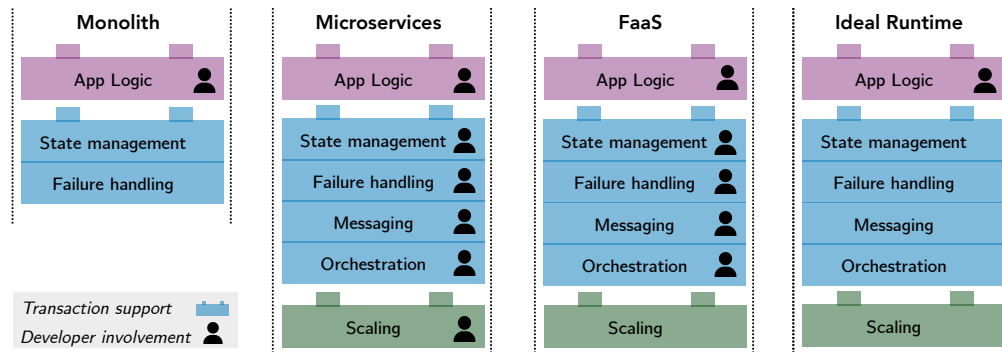 Monolith
App Logic
State management
Failure handling
Transaction support
Developer involvement
Microservices
App Logic
State management
Failure handling
Messaging
Orchestration
Scaling
FaaS
App Logic
State management
Failure handling
Messaging
Orchestration
Scaling
Ideal Runtime
App Logic
State management
Failure handling
Messaging
Orchestration
Scaling